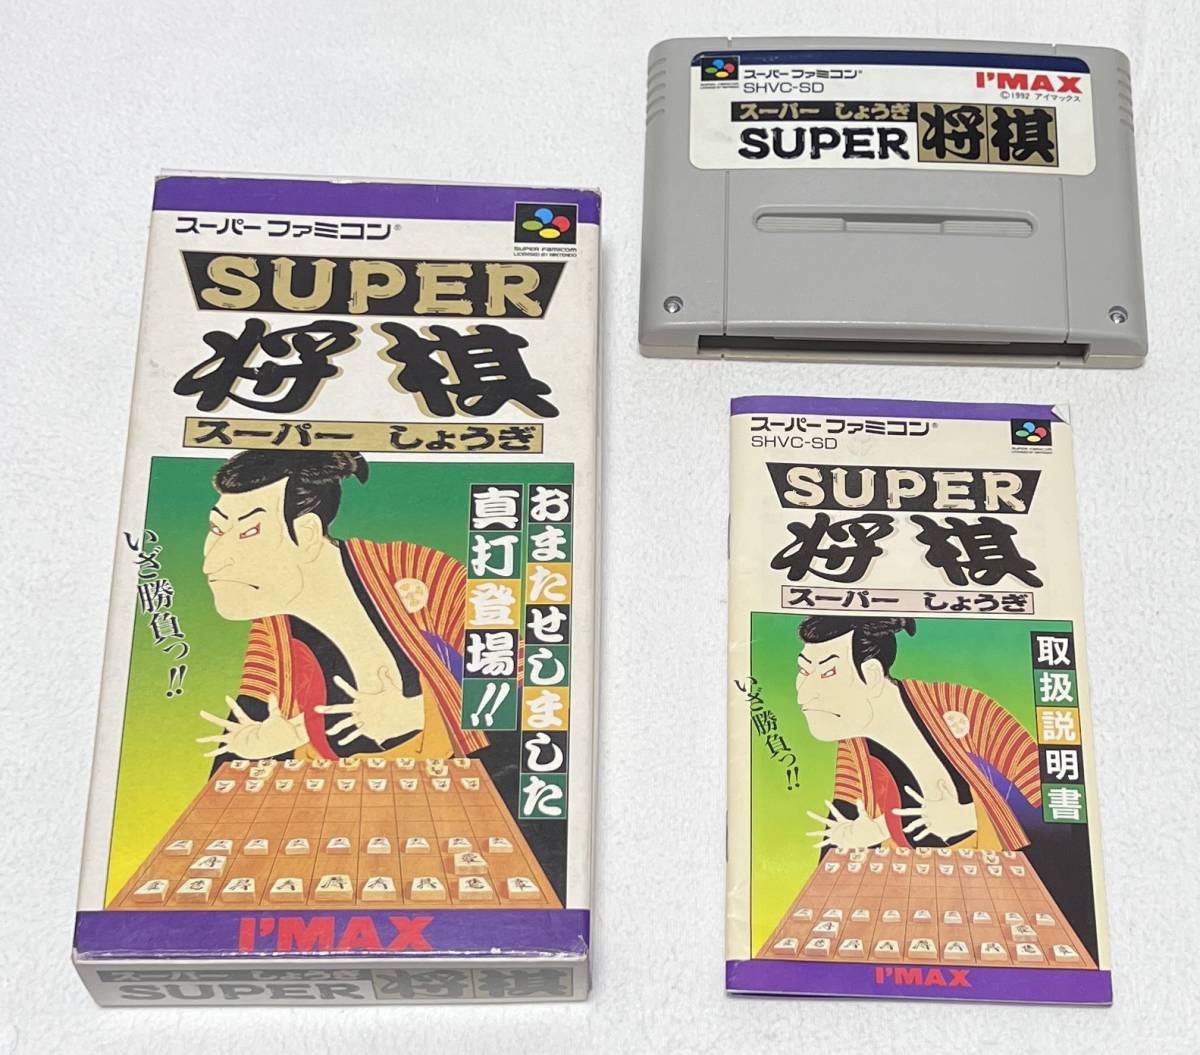 スーパーファミコン®
SUPER FAMICOM
LICENSED BY NINTENDO
SUPER
将棋
スーパー しょうぎ
おまたせしました
真打登場!!
いざ勝負っ!!
I'MAX
スーパー しょうぎ
SUPER 将棋
スーパーファミコン®
SHVC-SD
I'MAX
©1992 アイマックス
スーパー しょうぎ
SUPER 将棋
スーパーファミコン®
SHVC-SD
SUPER
将棋
スーパー しょうぎ
取扱説明書
いざ勝負っ!!
I'MAX